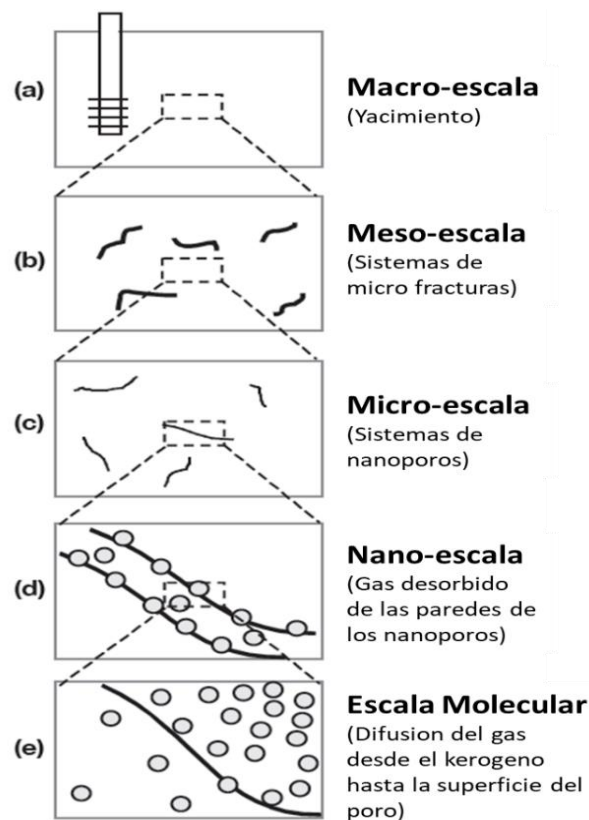 (a)
Macro-escala
(Yacimiento)
(b)
Meso-escala
(Sistemas de
micro fracturas)
(c)
Micro-escala
(Sistemas de
nanoporos)
(d)
Nano-escala
(Gas desorbido
de las paredes de
los nanoporos)
(e)
Escala Molecular
(Difusion del gas
desde el kerogeno
hasta la superficie del
poro)